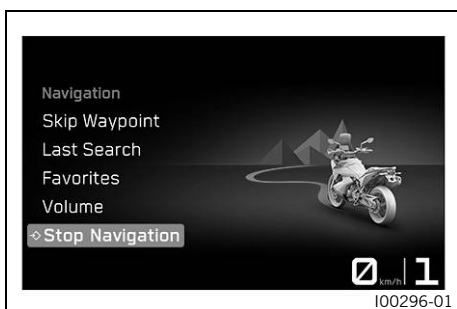 Navigation
Skip Waypoint
Last Search
Favorites
Volume
Stop Navigation
0 km/h 1
I00296-01